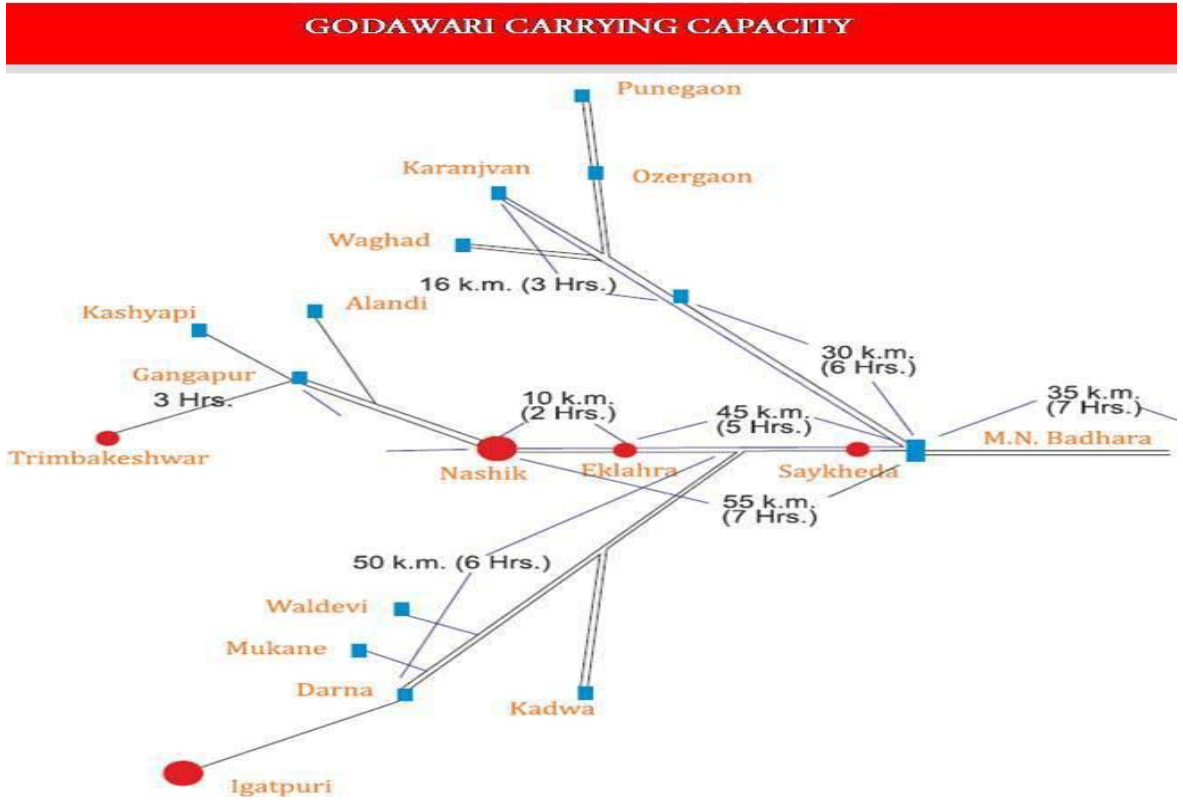 GODAWARI CARRYING CAPACITY
Punegaon
Karanjvan
Ozergaon
Waghad
16 k.m. (3 Hrs.)
Kashyapi
Alandi
Gangapur
3 Hrs.
30 k.m.
(6 Hrs.)
10 k.m.
(2 Hrs.)
45 k.m.
(5 Hrs.)
35 k.m.
(7 Hrs.)
M.N. Badhara
Trimbakeshwar
Nashik
Eklahra
Saykheda
55 k.m.
(7 Hrs.)
50 k.m. (6 Hrs.)
Waldevi
Mukane
Darna
Kadwa
Igatpuri